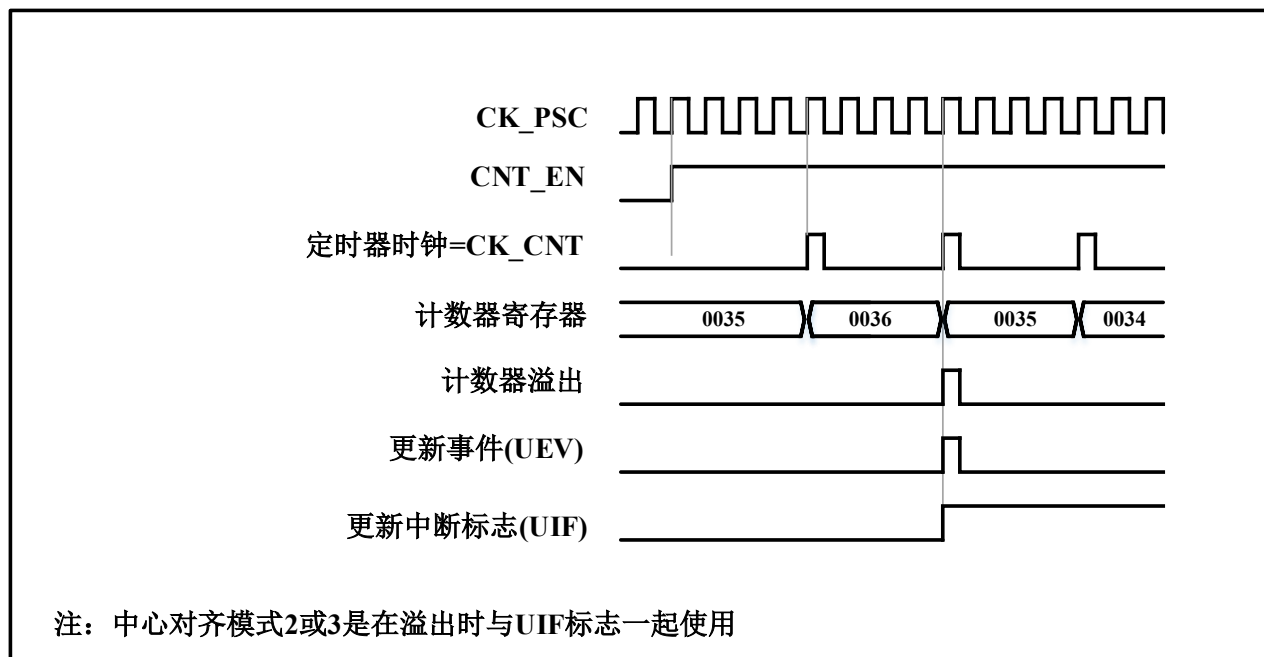 CK_PSC
CNT_EN
定时器时钟=CK_CNT
计数器寄存器 0035 0036 0035 0034
计数器溢出
更新事件(UEV)
更新中断标志(UIF)
注：中心对齐模式2或3是在溢出时与UIF标志一起使用